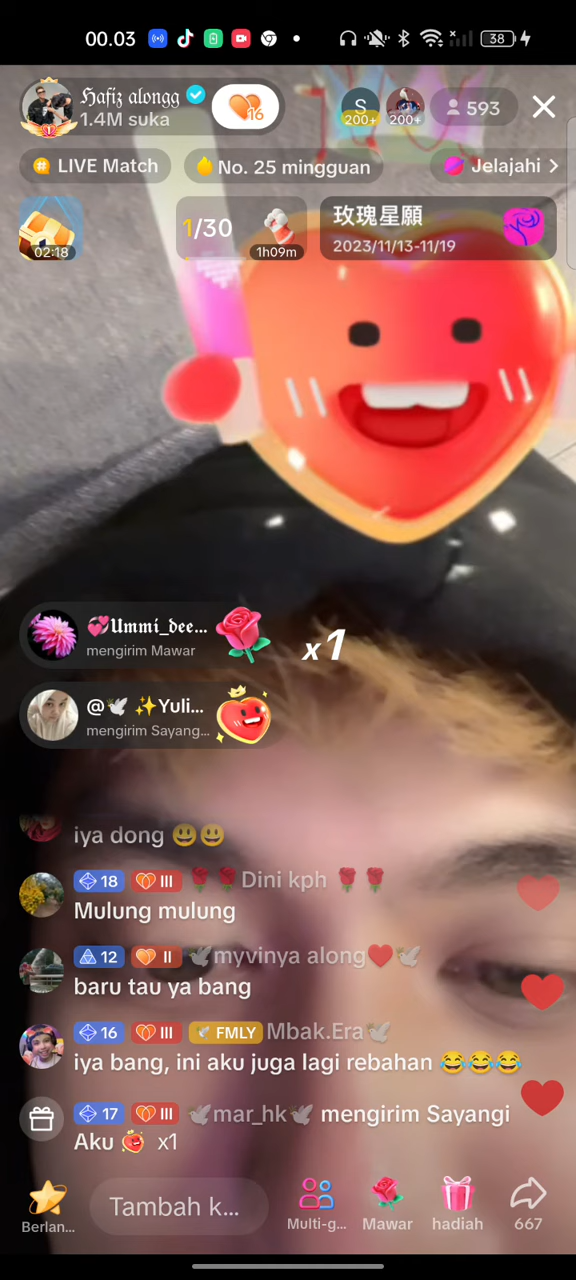 00.03
38
ℌafiz alongg
1.4M suka
16
S
200+
200+
593
LIVE Match
No. 25 mingguan
Jelajahi
02:18
1/30
1h09m
玫瑰星願
2023/11/13-11/19
💞𝖀𝖒𝖒𝖎_𝖉𝖊𝖊...
mengirim Mawar
x1
@🕊️ ✨Yuli...
mengirim Sayang...
iya dong 😃😃
18 III 🌹🌹Dini kph 🌹🌹
Mulung mulung
12 II 🕊️myvinya along❤️🕊️
baru tau ya bang
16 III FMLY Mbak.Era🕊️
iya bang, ini aku juga lagi rebahan 😂😂😂
17 III 🕊️mar_hk🕊️ mengirim Sayangi
Aku x1
Berlan...
Tambah k...
Multi-g...
Mawar
hadiah
667